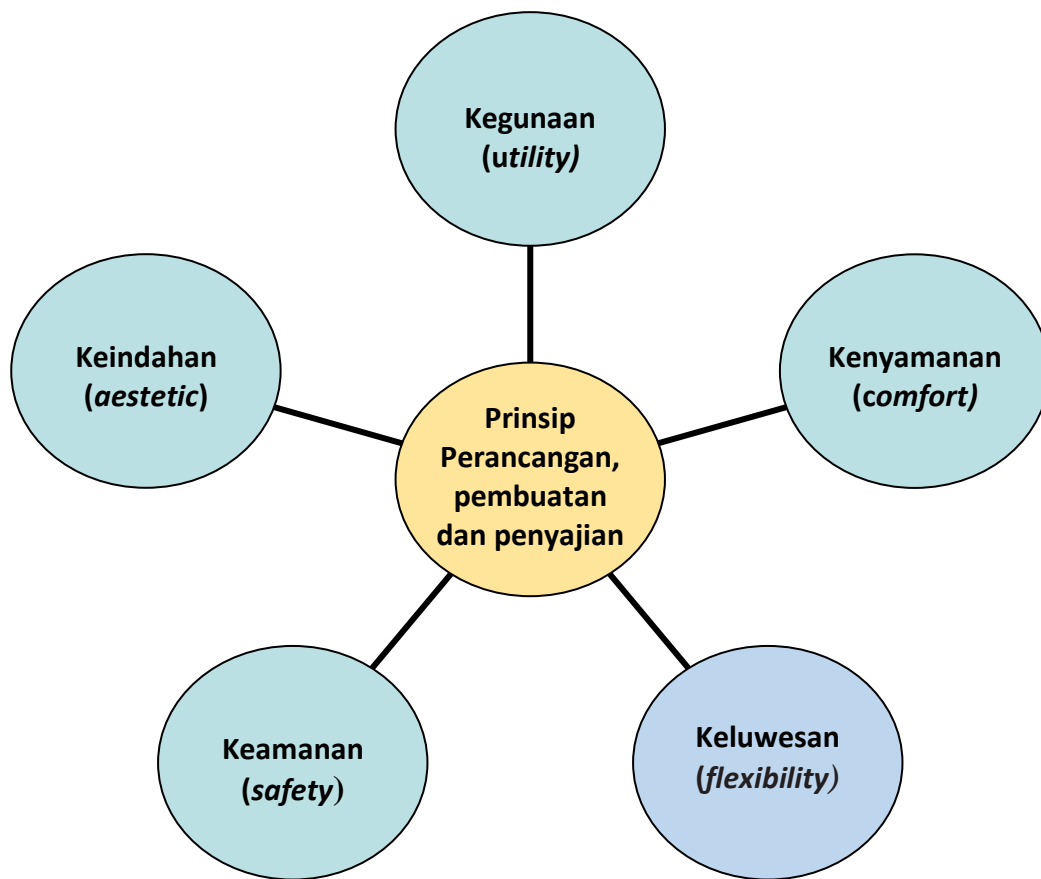 Kegunaan
(utility)
Keindahan
(aestetic)
Kenyamanan
(comfort)
Prinsip
Perancangan,
pembuatan
dan penyajian
Keamanan
(safety)
Keluwesan
(flexibility)